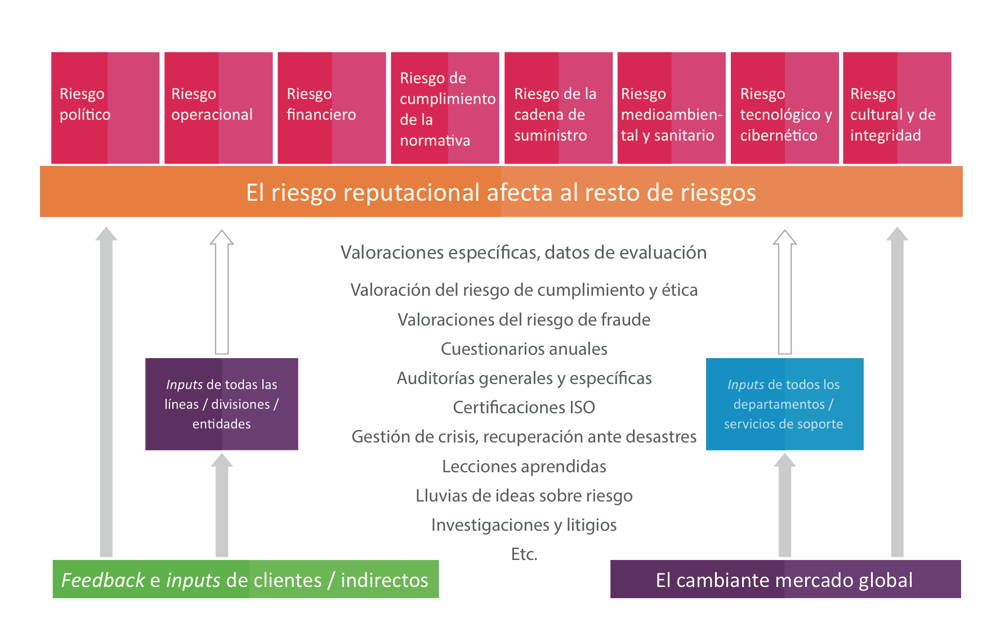 Riesgo
político
Riesgo
operacional
Riesgo
financiero
Riesgo de
cumplimiento
de la
normativa
Riesgo de la
cadena de
suministro
Riesgo
medioambien-
tal y sanitario
Riesgo
tecnológico y
cibernético
Riesgo
cultural y de
integridad
El riesgo reputacional afecta al resto de riesgos
Valoraciones específicas, datos de evaluación
Valoración del riesgo de cumplimiento y ética
Valoraciones del riesgo de fraude
Cuestionarios anuales
Auditorías generales y específicas
Certificaciones ISO
Gestión de crisis, recuperación ante desastres
Lecciones aprendidas
Lluvias de ideas sobre riesgo
Investigaciones y litigios
Etc.
Inputs de todas las
líneas / divisiones /
entidades
Inputs de todos los
departamentos /
servicios de soporte
Feedback e inputs de clientes / indirectos
El cambiante mercado global